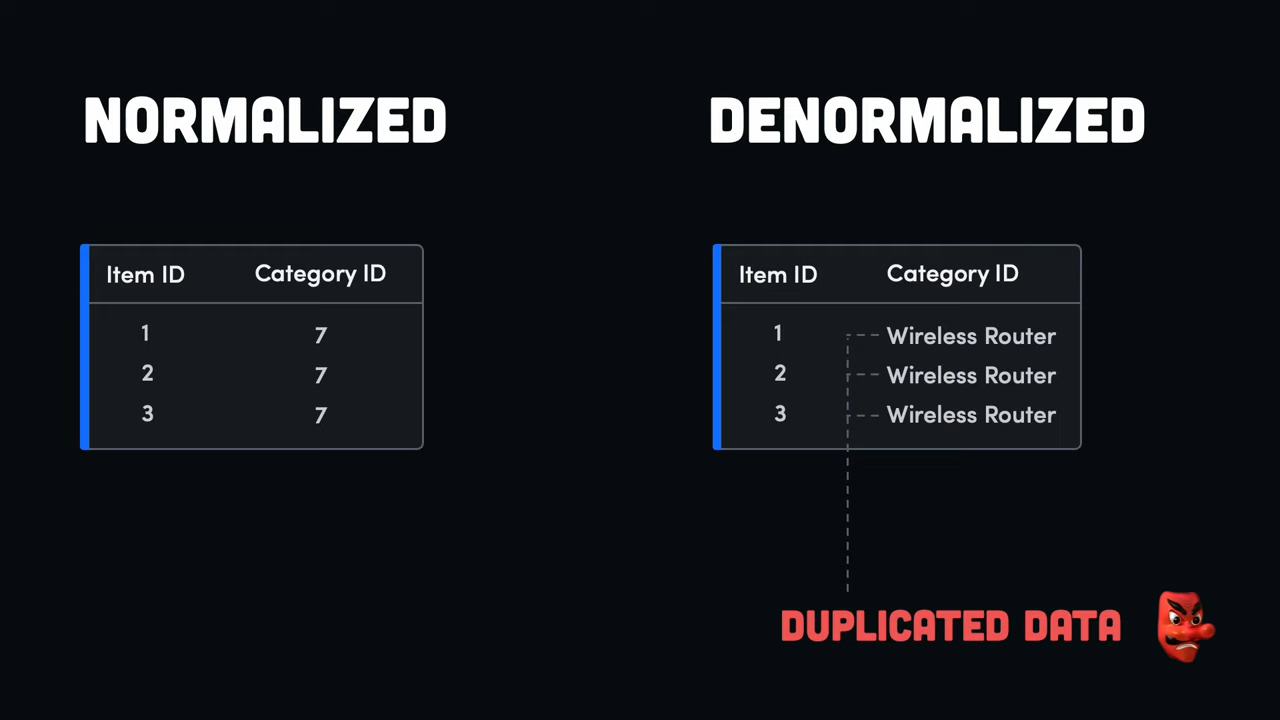 NORMALIZED
Item ID Category ID
1 7
2 7
3 7
DENORMALIZED
Item ID Category ID
1 Wireless Router
2 Wireless Router
3 Wireless Router
DUPLICATED DATA